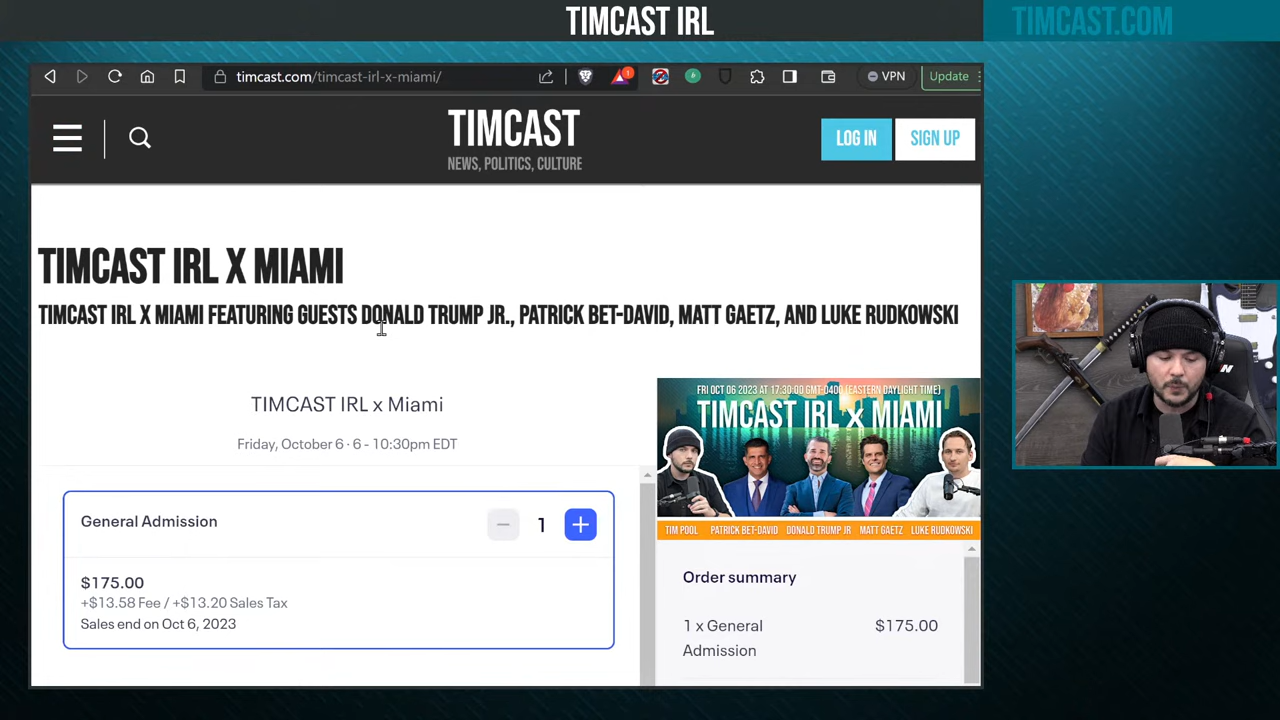 TIMCAST IRL
TIMCAST.COM
timcast.com/timcast-irl-x-miami/
1
VPN
Update
TIMCAST
NEWS, POLITICS, CULTURE
LOG IN
SIGN UP
TIMCAST IRL X MIAMI
TIMCAST IRL X MIAMI FEATURING GUESTS DONALD TRUMP JR., PATRICK BET-DAVID, MATT GAETZ, AND LUKE RUDKOWSKI
TIMCAST IRL x Miami
Friday, October 6 · 6 - 10:30pm EDT
General Admission
1
$175.00
+$13.58 Fee / +$13.20 Sales Tax
Sales end on Oct 6, 2023
FRI OCT 06 2023 AT 17:30:00 GMT-0400 (EASTERN DAYLIGHT TIME)
TIMCAST IRL X MIAMI
TIM POOL PATRICK BET-DAVID DONALD TRUMP JR MATT GAETZ LUKE RUDKOWSKI
Order summary
1 x General $175.00
Admission